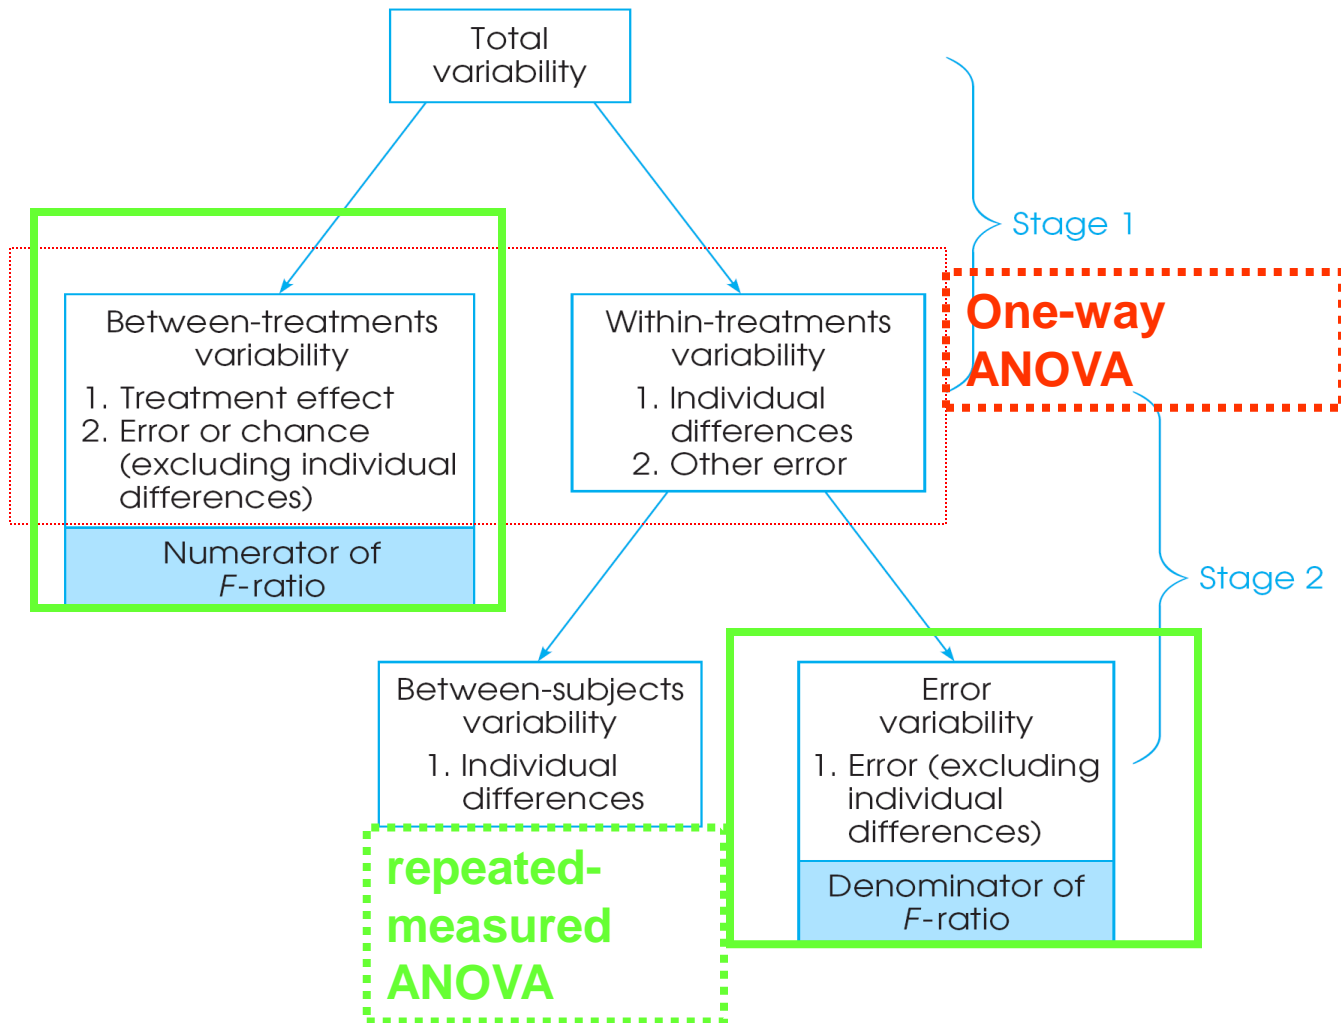 Total
variability
Stage 1
Between-treatments
variability
1. Treatment effect
2. Error or chance
(excluding individual
differences)
Numerator of
F-ratio
Within-treatments
variability
1. Individual
differences
2. Other error
One-way
ANOVA
Stage 2
Between-subjects
variability
1. Individual
differences
repeated-
measured
ANOVA
Error
variability
1. Error (excluding
individual
differences)
Denominator of
F-ratio